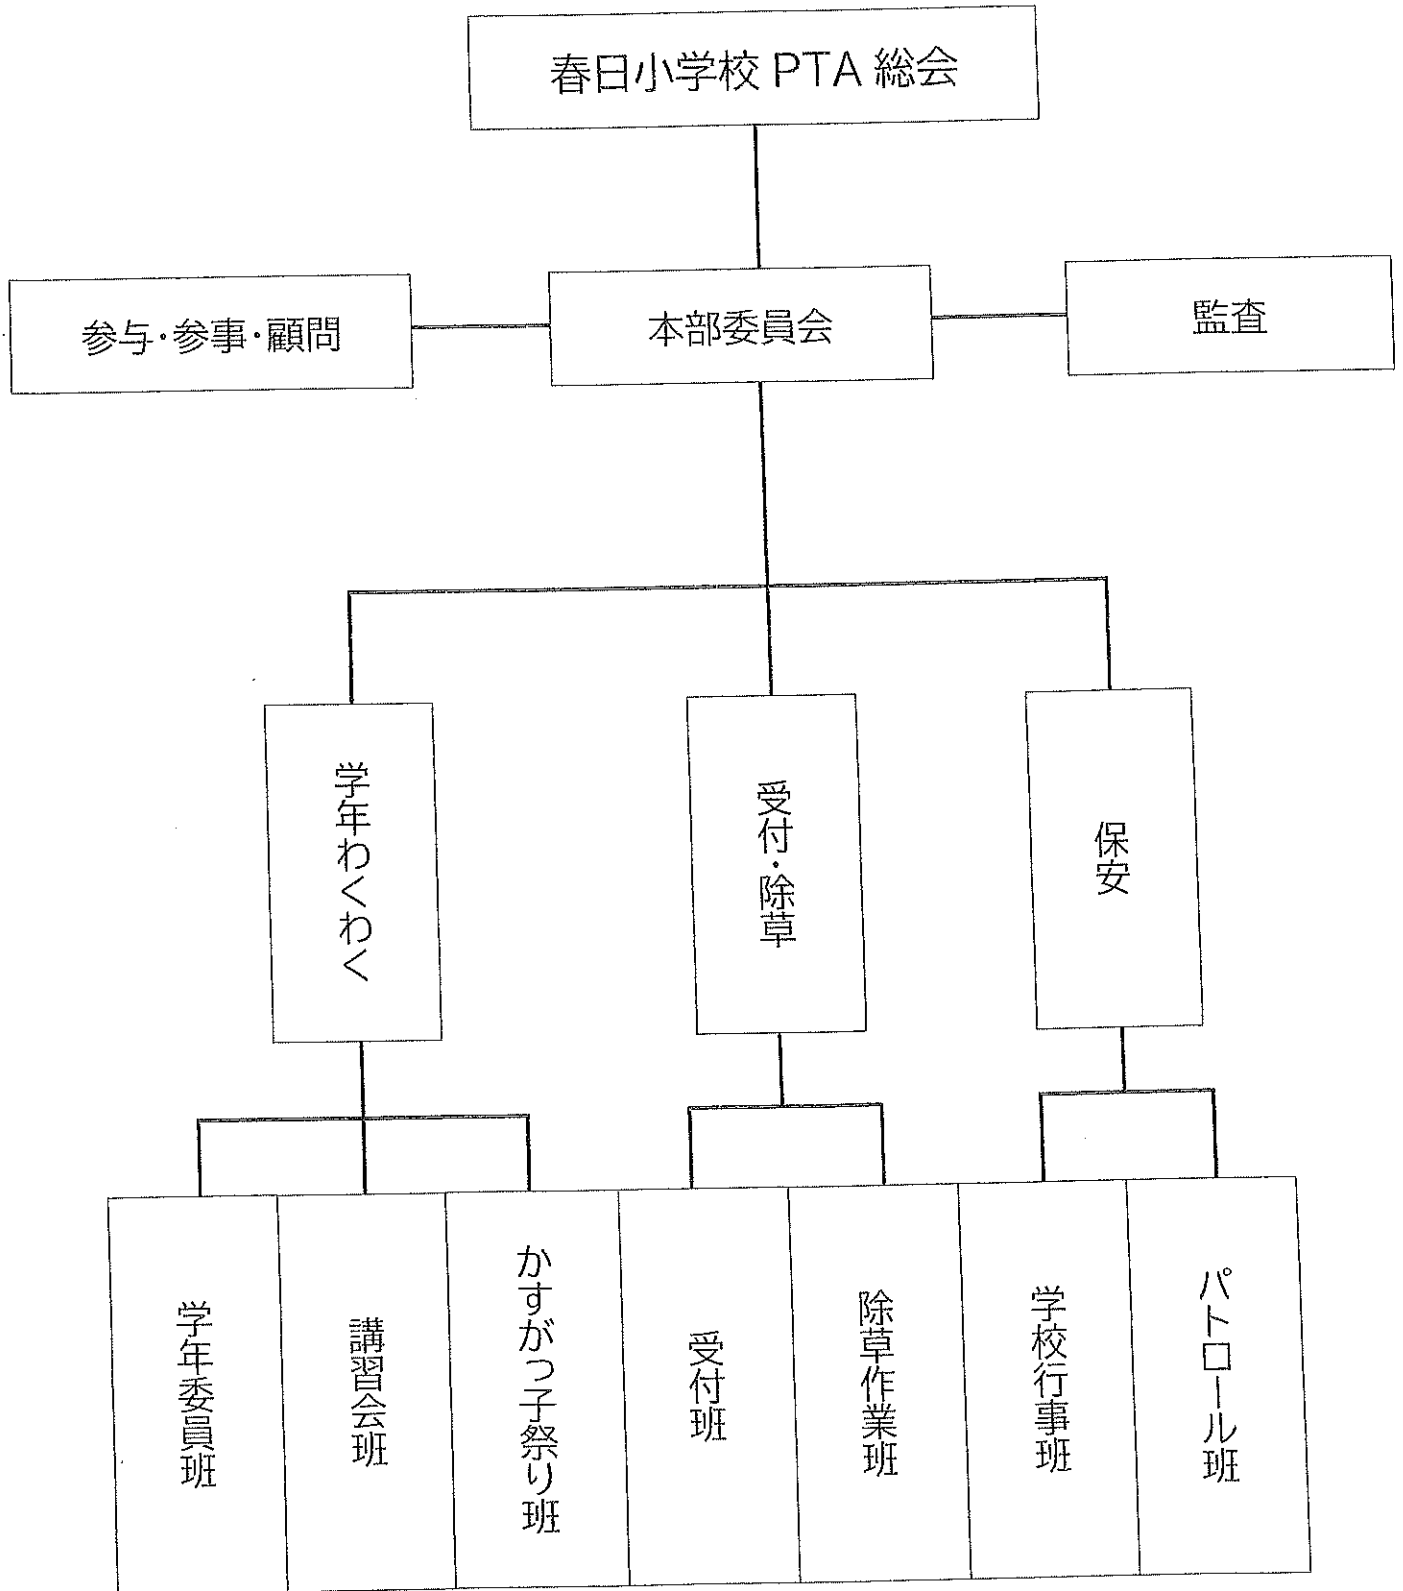 春日小学校 PTA 総会
参与・参事・顧問
本部委員会
監査
学年わくわく
受付・除草
保安
学年委員班
講習会班
かすがっ子祭り班
受付班
除草作業班
学校行事班
パトロール班